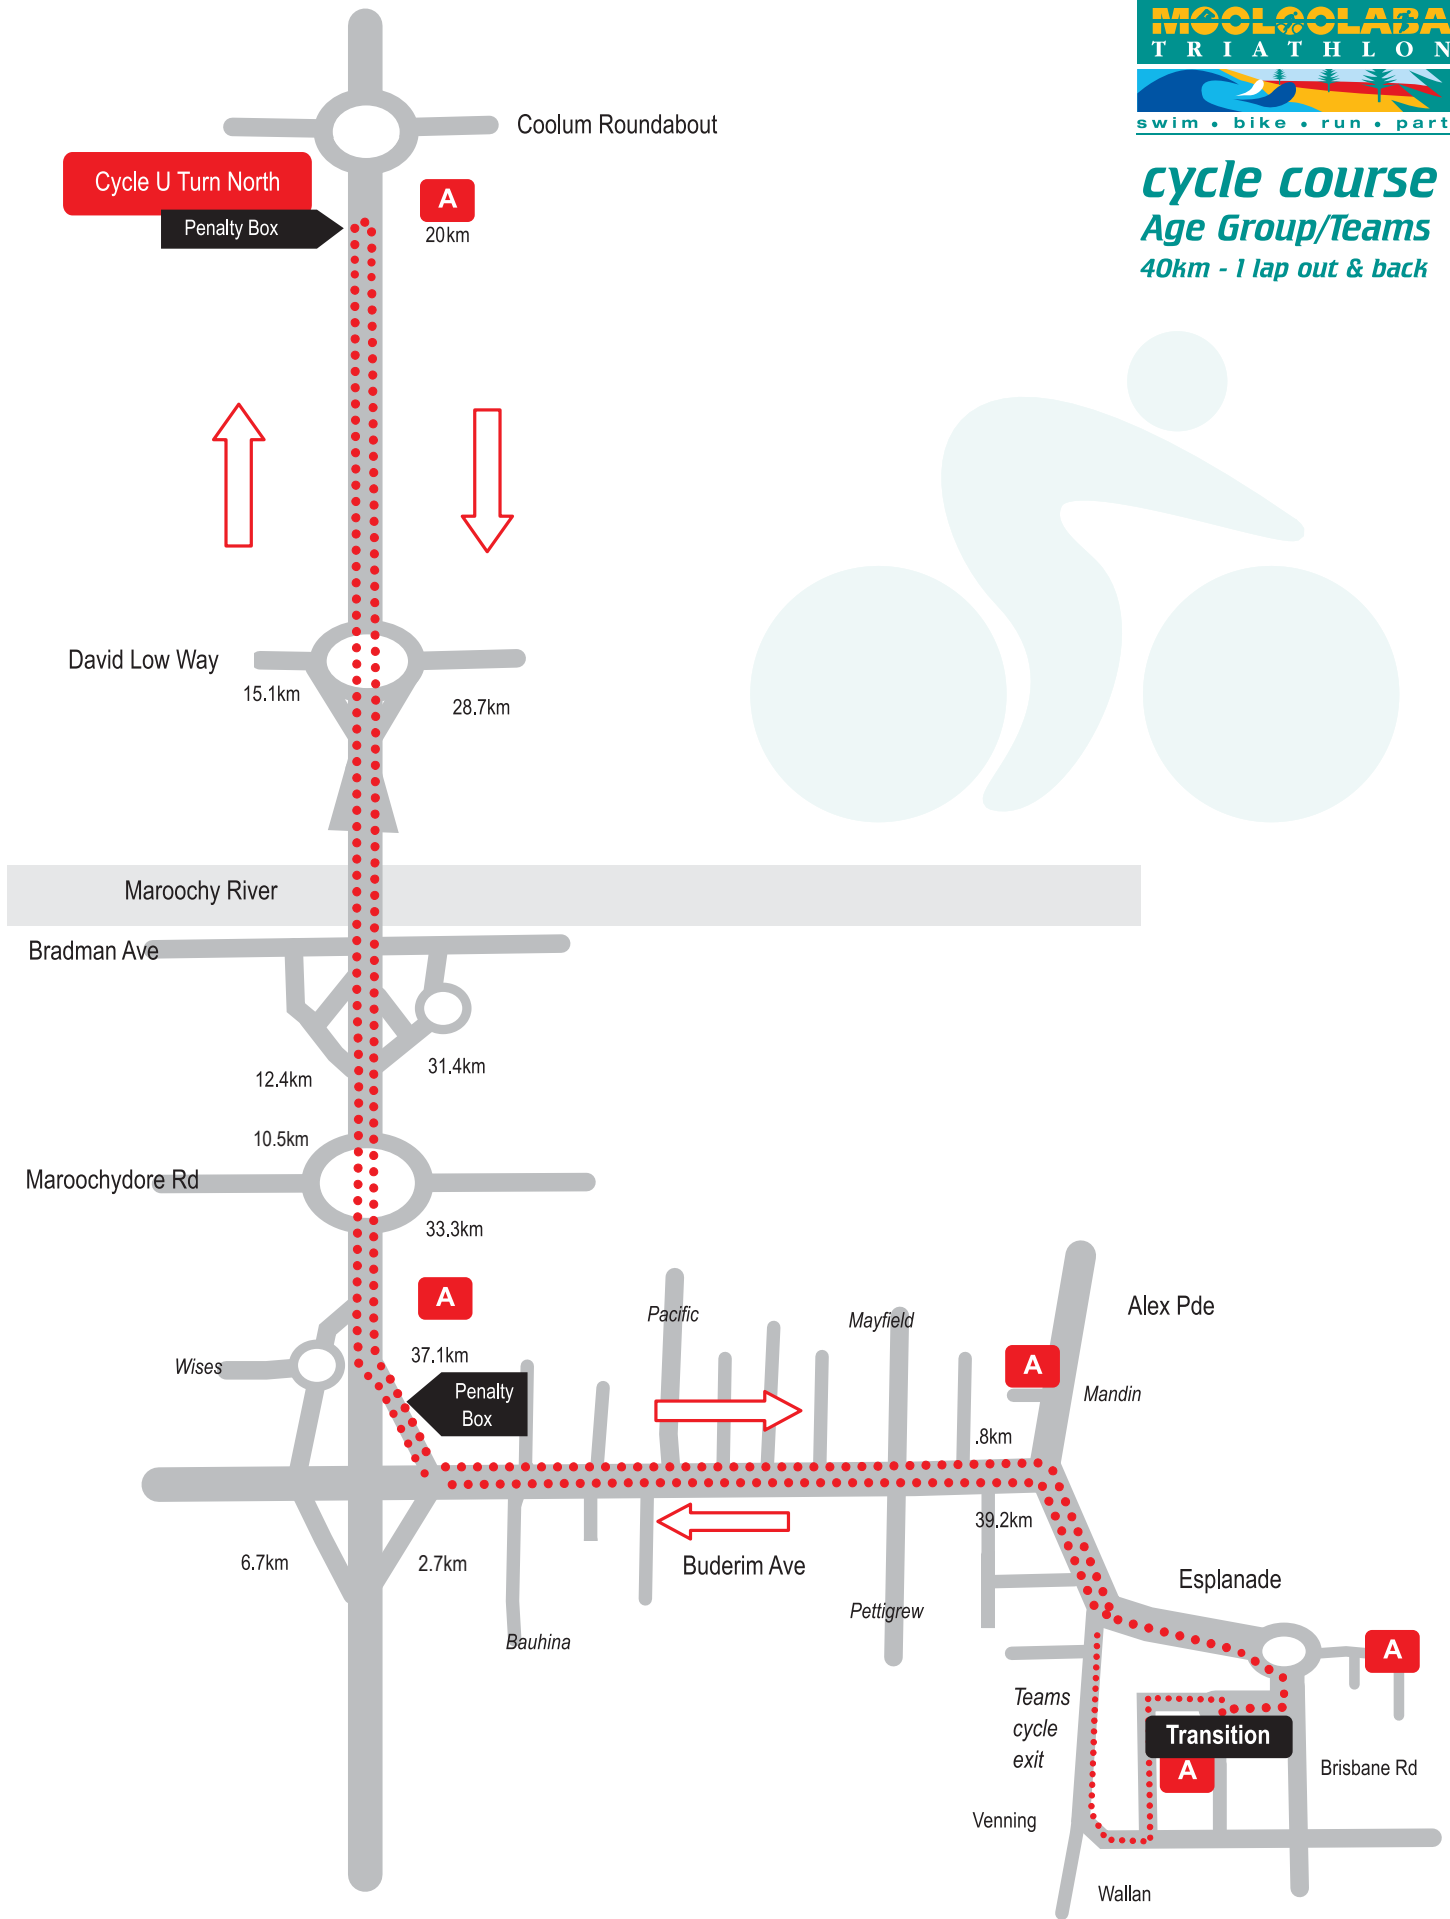 MOOLOOLABA
TRIATHLON
swim • bike • run • part
cycle course
Age Group/Teams
40km - 1 lap out & back
Coolum Roundabout
Cycle U Turn North
A
Penalty Box
20km
David Low Way
15.1km
28.7km
Maroochy River
Bradman Ave
12.4km
31.4km
10.5km
Maroochydore Rd
33.3km
A
Pacific
Mayfield
Alex Pde
Wises
37.1km
A
Mandin
Penalty
Box
.8km
39.2km
6.7km
2.7km
Buderim Ave
Esplanade
Pettigrew
Bauhina
A
Teams
cycle
exit
Transition
A
Brisbane Rd
Venning
Wallan